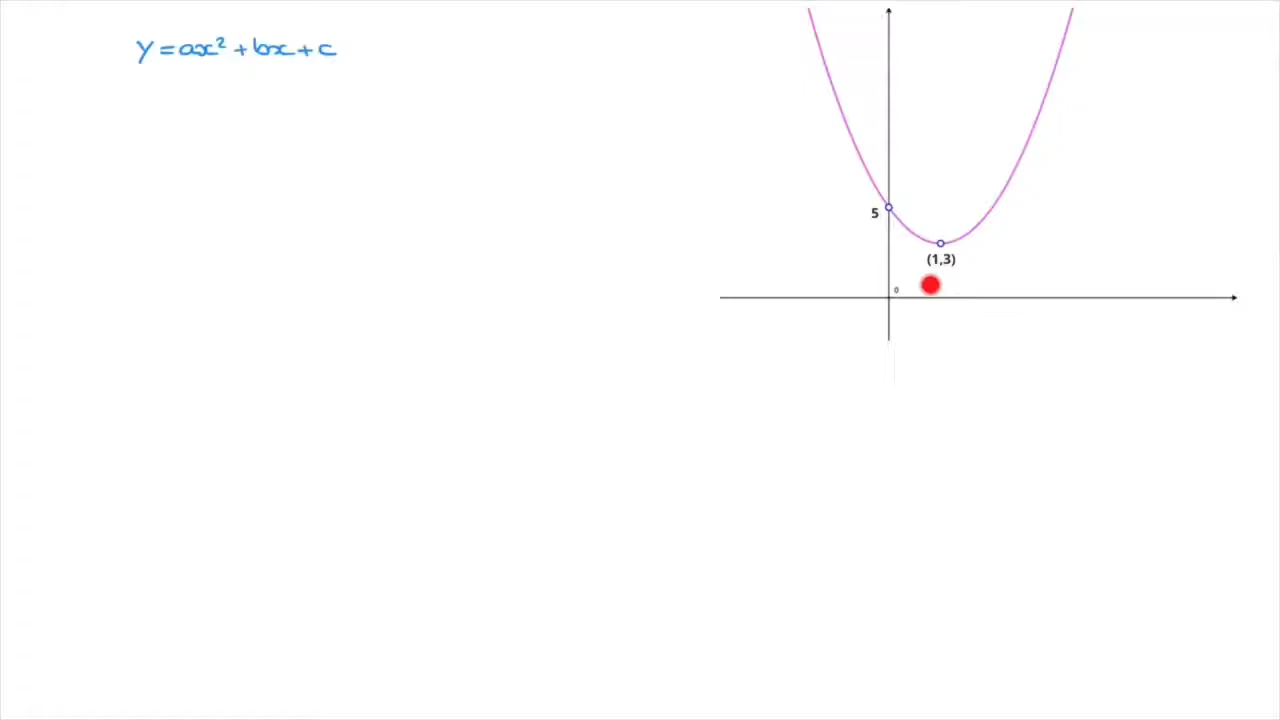 y = ax² + bx + c
5
(1,3)
0